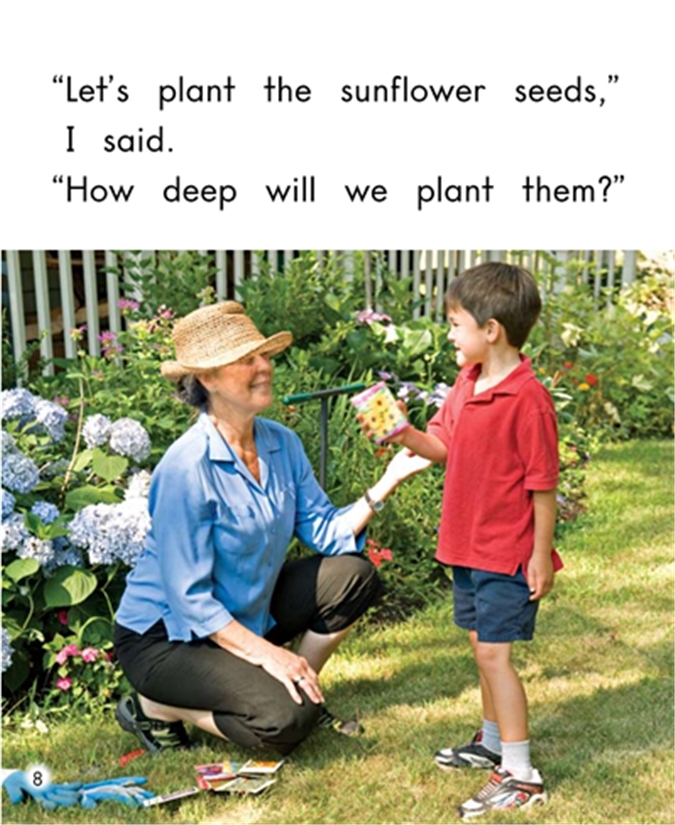 “Let’s plant the sunflower seeds,”
I said.
“How deep will we plant them?”
8